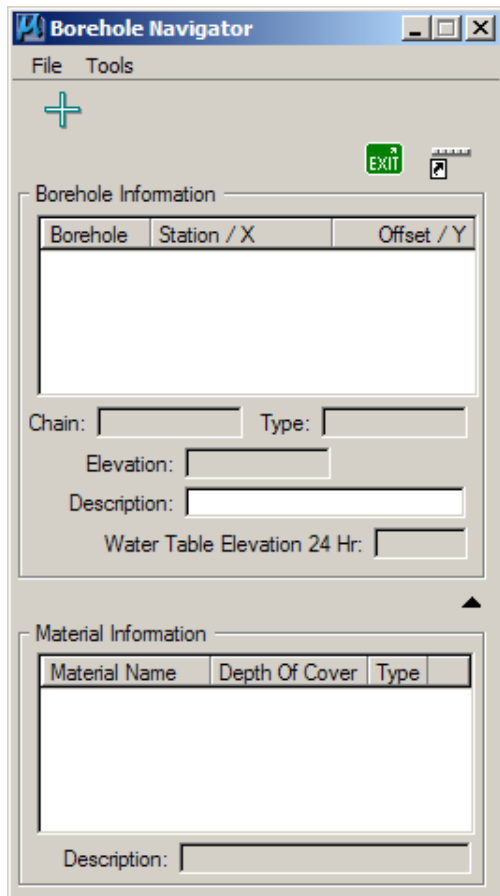 Borehole Navigator
File Tools
EXIT
Borehole Information
Borehole Station / X Offset / Y
Chain: Type:
Elevation:
Description:
Water Table Elevation 24 Hr:
Material Information
Material Name Depth Of Cover Type
Description: